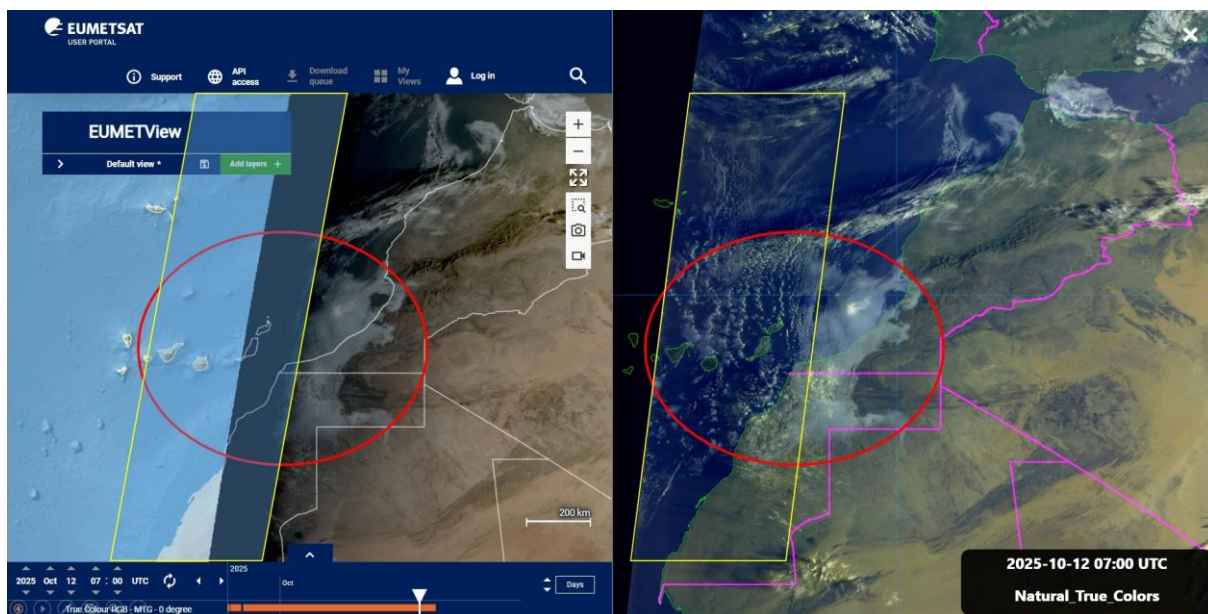 EUMETSAT
USER PORTAL
Support
API access
Download queue
My Views
Log in
EUMETView
Default view *
Add layers +
200 km
2025
2025 Oct 12 07 : 00 UTC
Oct
Days
True Colour RGB - MTG - 0 degree
2025-10-12 07:00 UTC
Natural_True_Colors